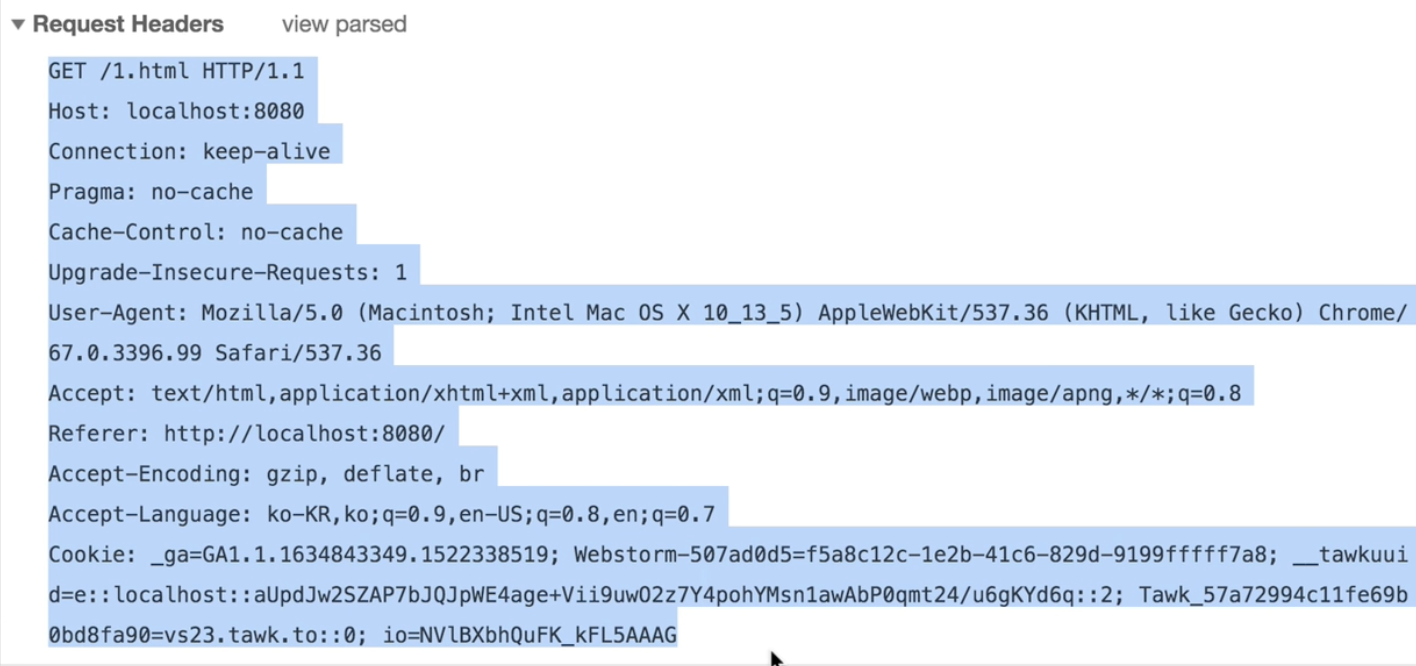 ▼ Request Headers view parsed
GET /1.html HTTP/1.1
Host: localhost:8080
Connection: keep-alive
Pragma: no-cache
Cache-Control: no-cache
Upgrade-Insecure-Requests: 1
User-Agent: Mozilla/5.0 (Macintosh; Intel Mac OS X 10_13_5) AppleWebKit/537.36 (KHTML, like Gecko) Chrome/
67.0.3396.99 Safari/537.36
Accept: text/html,application/xhtml+xml,application/xml;q=0.9,image/webp,image/apng,*/*;q=0.8
Referer: http://localhost:8080/
Accept-Encoding: gzip, deflate, br
Accept-Language: ko-KR,ko;q=0.9,en-US;q=0.8,en;q=0.7
Cookie: _ga=GA1.1.1634843349.1522338519; Webstorm-507ad0d5=f5a8c12c-1e2b-41c6-829d-9199fffff7a8; __tawkuui
d=e::localhost::aUpdJw2SZAP7bJQJpWE4age+Vii9uwO2z7Y4pohYMsn1awAbP0qmt24/u6gKYd6q::2; Tawk_57a72994c11fe69b
0bd8fa90=vs23.tawk.to::0; io=NVlBXbhQuFK_kFL5AAAG